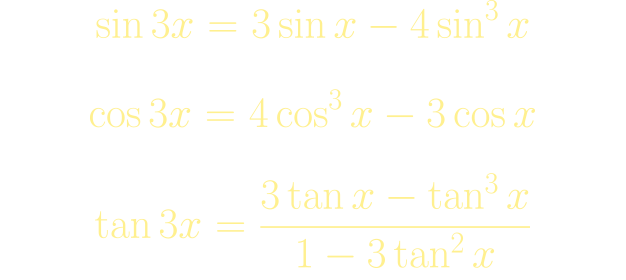 sin 3x = 3 sin x − 4 sin³ x
cos 3x = 4 cos³ x − 3 cos x
tan 3x = (3 tan x − tan³ x) / (1 − 3 tan² x)